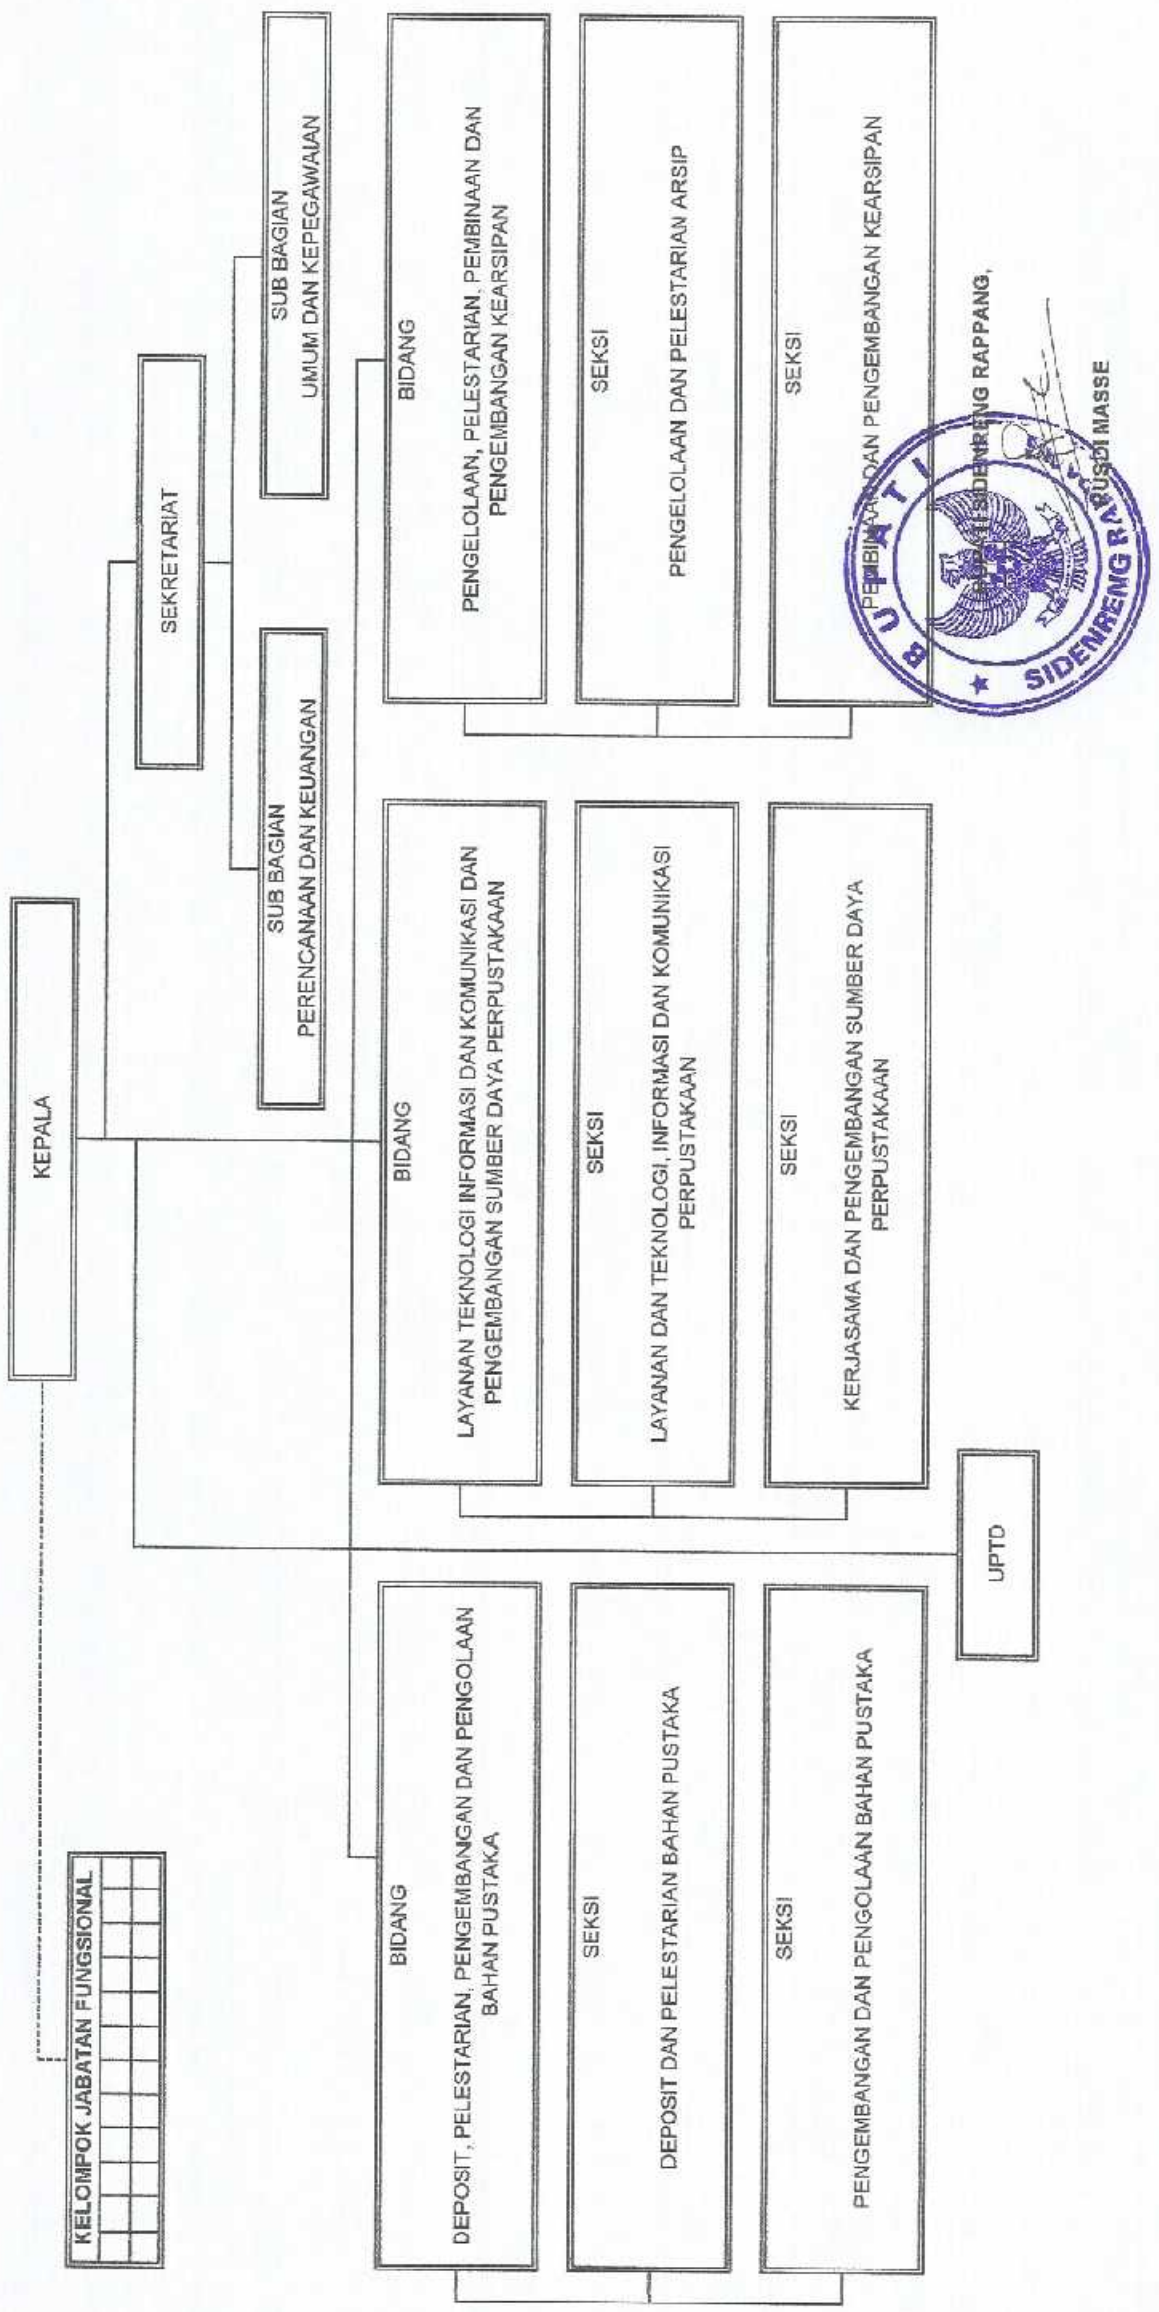 KEPALA
KELOMPOK JABATAN FUNGSIONAL
SEKRETARIAT
SUB BAGIAN
PERENCANAAN DAN KEUANGAN
SUB BAGIAN
UMUM DAN KEPEGAWAIAN
BIDANG
DEPOSIT, PELESTARIAN, PENGEMBANGAN DAN PENGOLAAN
BAHAN PUSTAKA
SEKSI
DEPOSIT DAN PELESTARIAN BAHAN PUSTAKA
SEKSI
PENGEMBANGAN DAN PENGOLAAN BAHAN PUSTAKA
BIDANG
LAYANAN TEKNOLOGI INFORMASI DAN KOMUNIKASI DAN
PENGEMBANGAN SUMBER DAYA PERPUSTAKAAN
SEKSI
LAYANAN DAN TEKNOLOGI, INFORMASI DAN KOMUNIKASI
PERPUSTAKAAN
SEKSI
KERJASAMA DAN PENGEMBANGAN SUMBER DAYA
PERPUSTAKAAN
BIDANG
PENGELOLAAN, PELESTARIAN, PEMBINAAN DAN
PENGEMBANGAN KEARSIPAN
SEKSI
PENGELOLAAN DAN PELESTARIAN ARSIP
SEKSI
PEMBINAAN DAN PENGEMBANGAN KEARSIPAN
UPTD
BUPATI SIDENRENG RAPPANG,
RUSDI MASSE
BUPATI
SIDENRENG